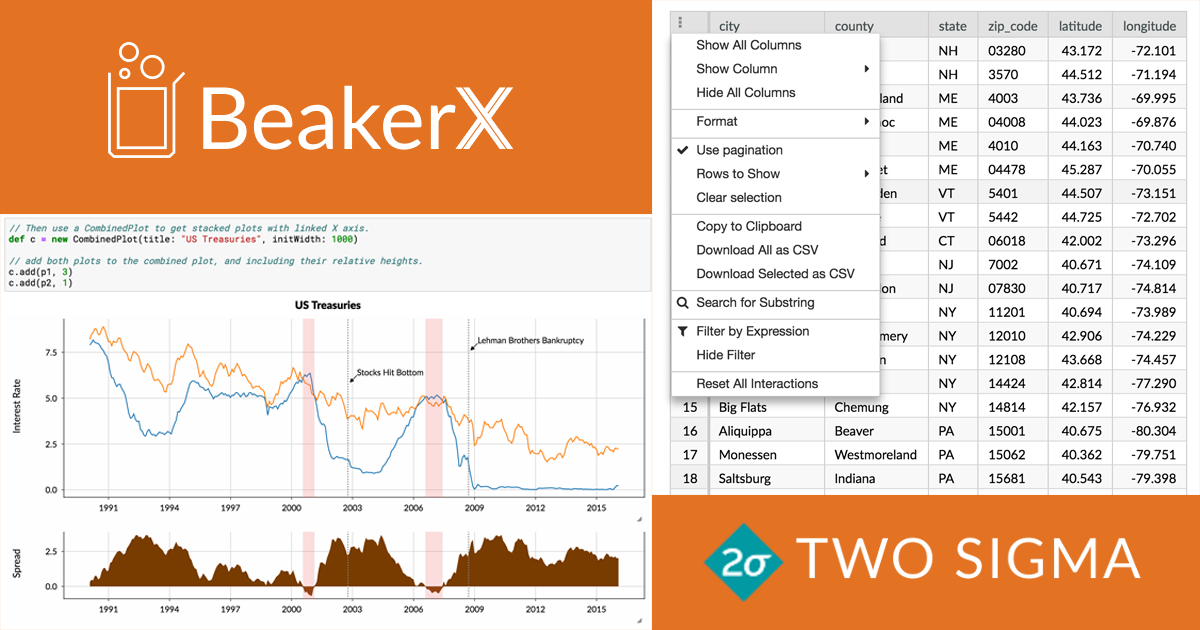 BeakerX
// Then use a CombinedPlot to get stacked plots with linked X axis.
def c = new CombinedPlot(title: "US Treasuries", initWidth: 1000)
// add both plots to the combined plot, and including their relative heights.
c.add(p1, 3)
c.add(p2, 1)
US Treasuries
Interest Rate
7.5
5.0
2.5
0.0
Stocks Hit Bottom
Lehman Brothers Bankruptcy
1991 1994 1997 2000 2003 2006 2009 2012 2015
Spread
2.5
0.0
1991 1994 1997 2000 2003 2006 2009 2012 2015
city county state zip_code latitude longitude
Show All Columns
Show Column
Hide All Columns
Format
Use pagination
Rows to Show
Clear selection
Copy to Clipboard
Download All as CSV
Download Selected as CSV
Search for Substring
Filter by Expression
Hide Filter
Reset All Interactions
NH 03280 43.172 -72.101
NH 3570 44.512 -71.194
land ME 4003 43.736 -69.995
oc ME 04008 44.023 -69.876
ME 4010 44.163 -70.740
et ME 04478 45.287 -70.055
den VT 5401 44.507 -73.151
VT 5442 44.725 -72.702
d CT 06018 42.002 -73.296
NJ 7002 40.671 -74.109
on NJ 07830 40.717 -74.814
NY 11201 40.694 -73.989
mery NY 12010 42.906 -74.229
n NY 12108 43.668 -74.457
NY 14424 42.814 -77.290
15 Big Flats Chemung NY 14814 42.157 -76.932
16 Aliquippa Beaver PA 15001 40.675 -80.304
17 Monessen Westmoreland PA 15062 40.362 -79.751
18 Saltsburg Indiana PA 15681 40.543 -79.398
2σ TWO SIGMA